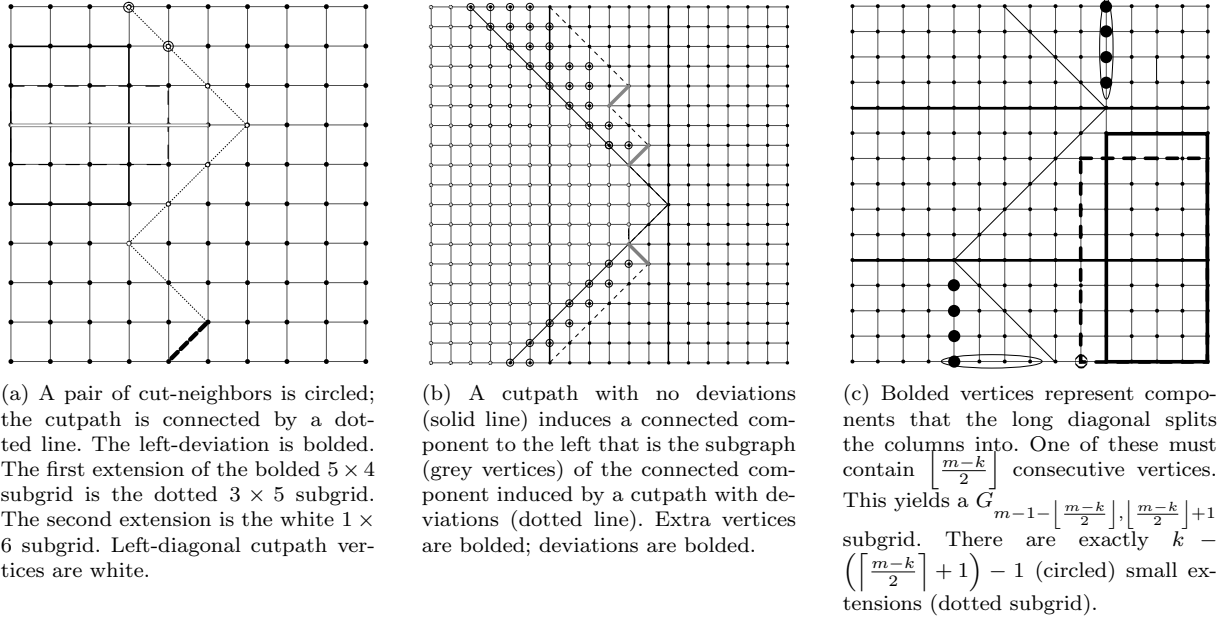 (a) A pair of cut-neighbors is circled;
the cutpath is connected by a dot-
ted line. The left-deviation is bolded.
The first extension of the bolded 5 × 4
subgrid is the dotted 3 × 5 subgrid.
The second extension is the white 1 ×
6 subgrid. Left-diagonal cutpath ver-
tices are white.
(b) A cutpath with no deviations
(solid line) induces a connected com-
ponent to the left that is the subgraph
(grey vertices) of the connected com-
ponent induced by a cutpath with de-
viations (dotted line). Extra vertices
are bolded; deviations are bolded.
(c) Bolded vertices represent compo-
nents that the long diagonal splits
the columns into. One of these must
contain ⌊(m−k)/2⌋ consecutive vertices.
This yields a G_{m−1−⌊(m−k)/2⌋,⌊(m−k)/2⌋+1}
subgrid. There are exactly k −
(⌈(m−k)/2⌉ + 1) − 1 (circled) small ex-
tensions (dotted subgrid).